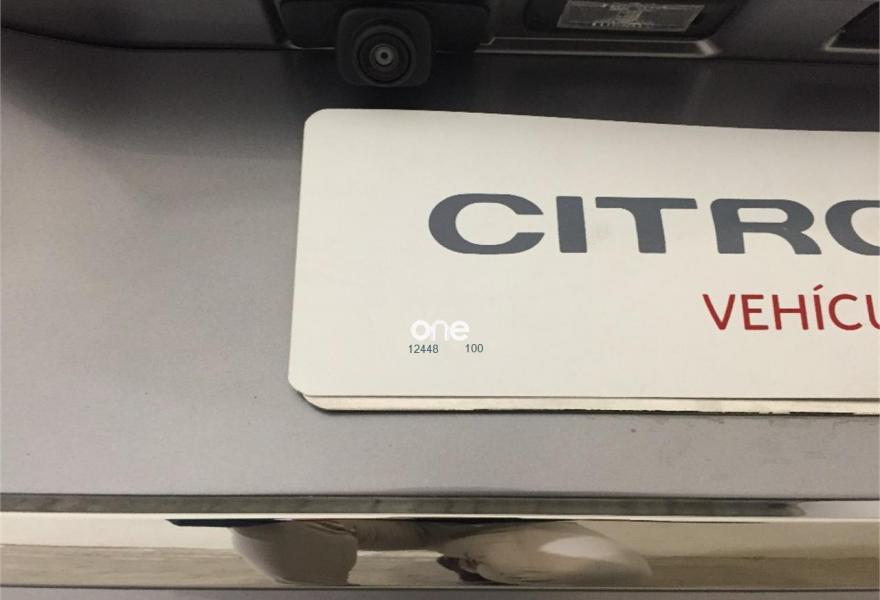 CITRO
VEHÍCU
one
12448 100